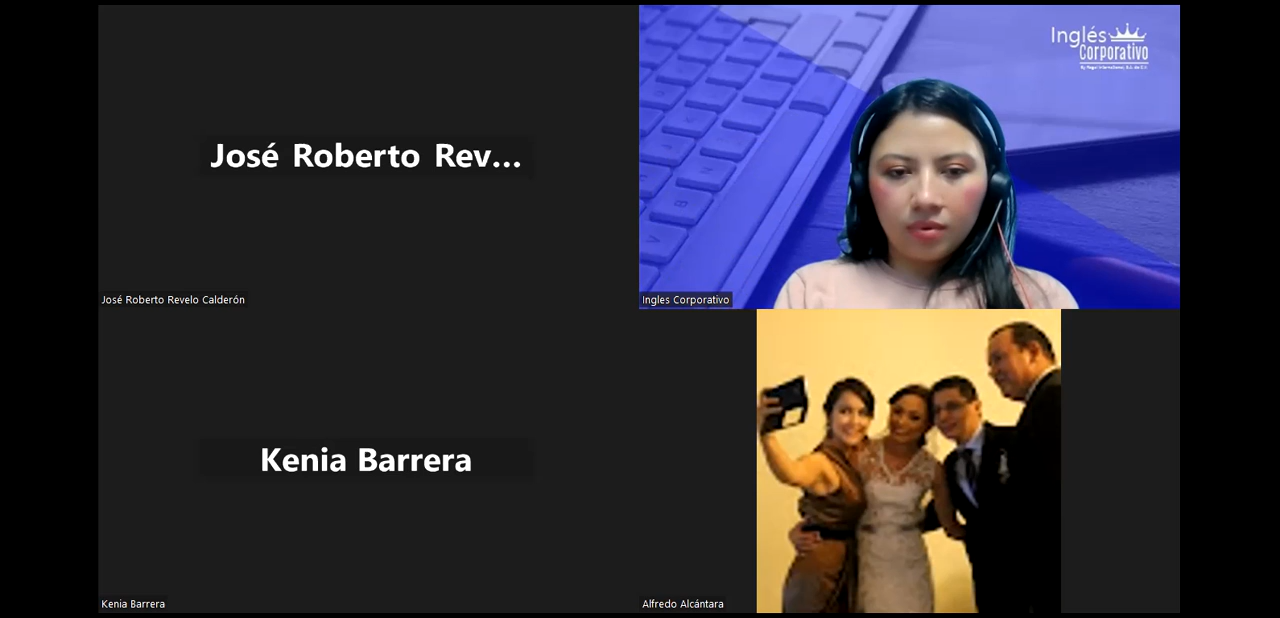 José Roberto Rev...
José Roberto Revelo Calderón
Inglés
Corporativo
Ingles Corporativo
Kenia Barrera
Kenia Barrera
Alfredo Alcántara